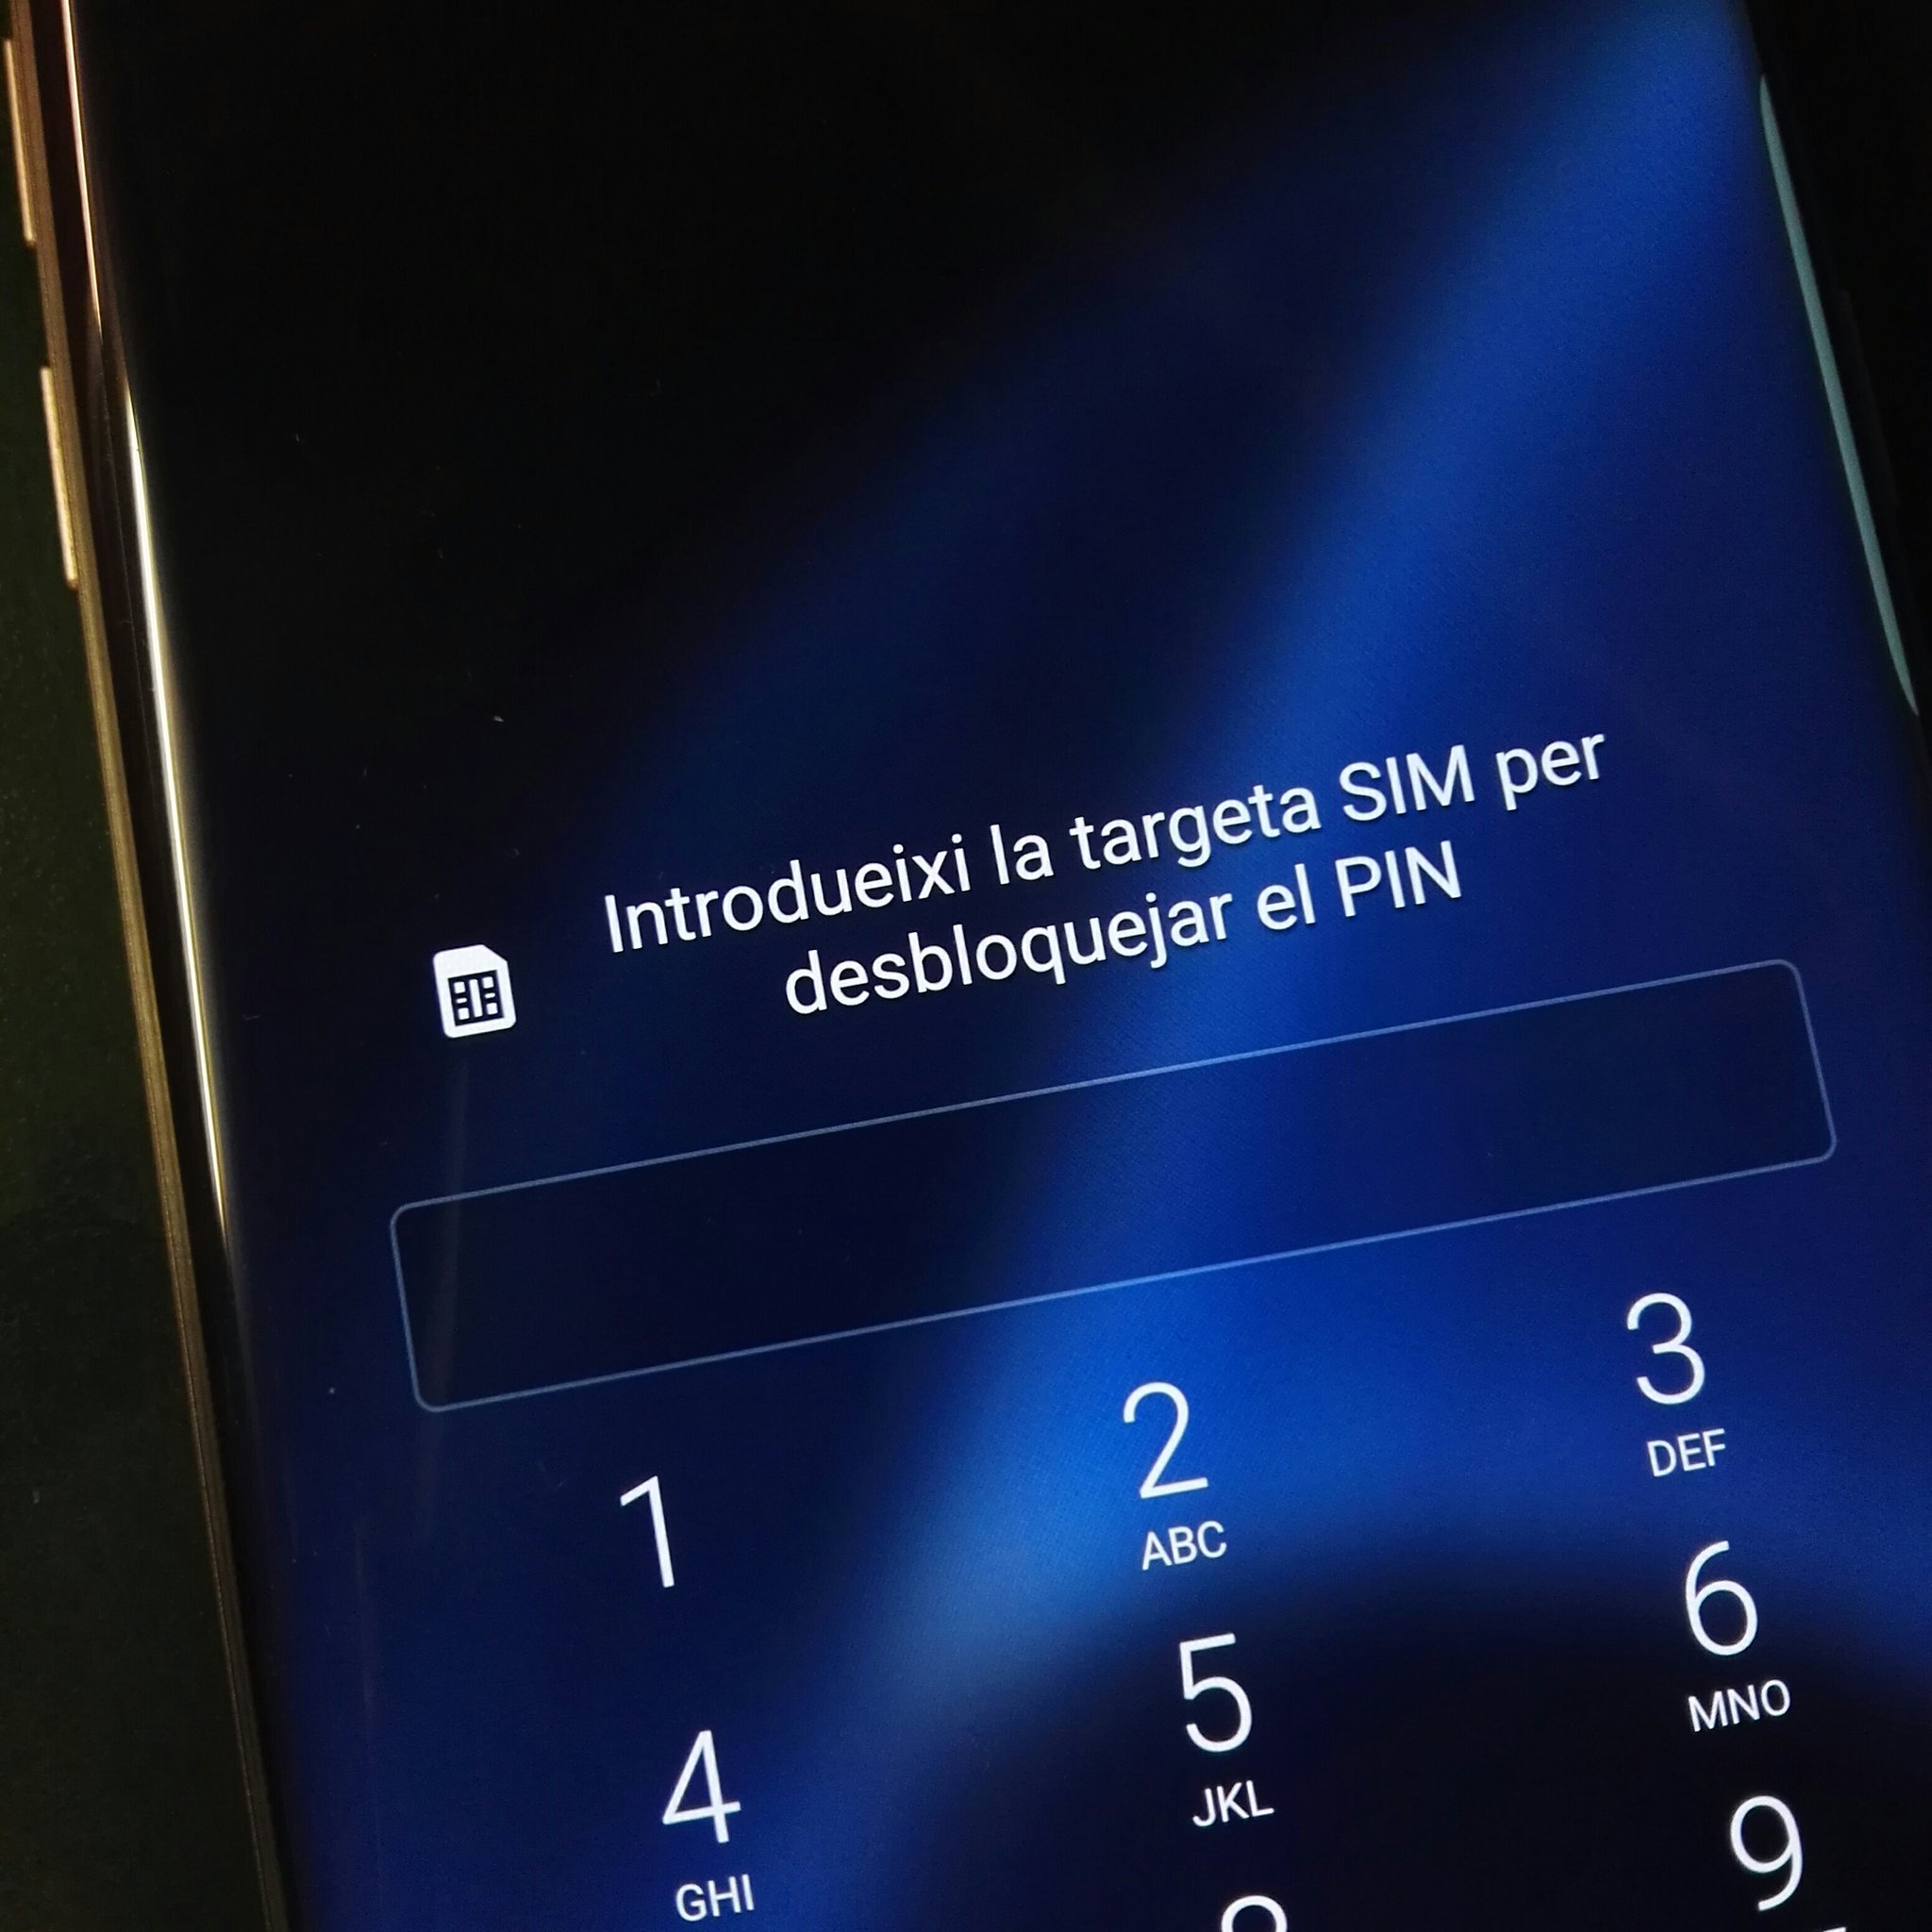 Introdueixi la targeta SIM per
desbloquejar el PIN
1
2
ABC
3
DEF
4
GHI
5
JKL
6
MNO
9